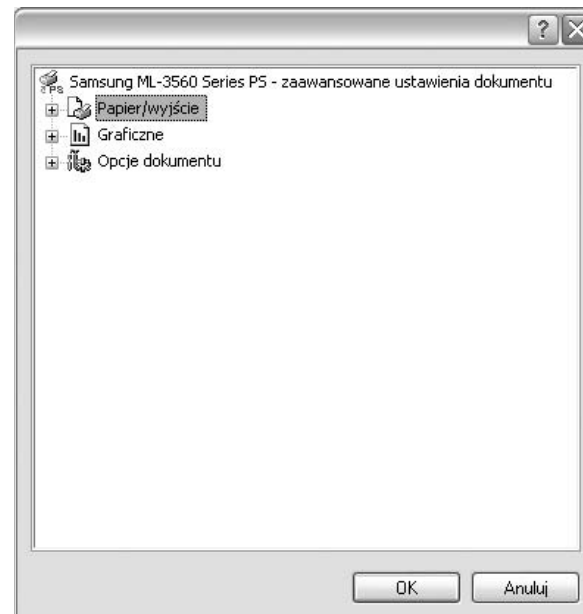 Samsung ML-3560 Series PS - zaawansowane ustawienia dokumentu
Papier/wyjście
Graficzne
Opcje dokumentu
OK
Anuluj